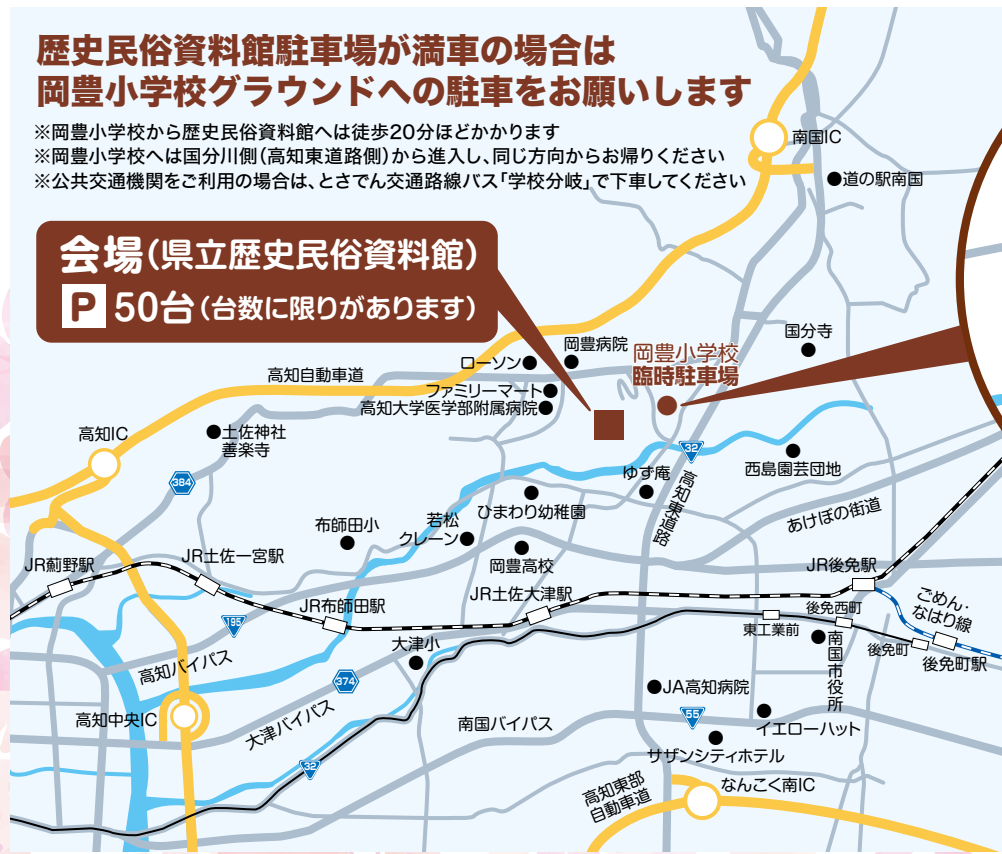 歴史民俗資料館駐車場が満車の場合は
岡豊小学校グラウンドへの駐車をお願いします
※岡豊小学校から歴史民俗資料館へは徒歩20分ほどかかります
※岡豊小学校へは国分川側(高知東道路側)から進入し、同じ方向からお帰りください
※公共交通機関をご利用の場合は、とさでん交通路線バス「学校分岐」で下車してください
会場(県立歴史民俗資料館)
P 50台(台数に限りがあります)
南国IC
道の駅南国
国分寺
岡豊病院
ローソン
岡豊小学校
臨時駐車場
高知自動車道
ファミリーマート
高知大学医学部附属病院
高知IC
土佐神社
善楽寺
384
32
高知東道路
西島園芸団地
ゆず庵
ひまわり幼稚園
あけぼの街道
布師田小
若松
クレーン
岡豊高校
JR薊野駅
JR土佐一宮駅
JR布師田駅
JR土佐大津駅
JR後免駅
ごめん・
なはり線
後免西町
東工業前
後免町
後免町駅
195
大津小
南国市役所
高知バイパス
374
JA高知病院
高知中央IC
大津バイパス
南国バイパス
55
イエローハット
サザンシティホテル
32
高知東部
自動車道
なんこく南IC